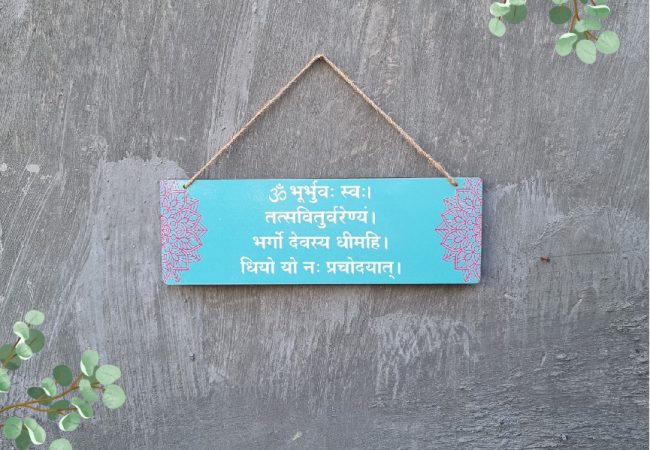 ॐ भूर्भुवः स्वः।
तत्सवितुर्वरेण्यं।
भर्गो देवस्य धीमहि।
धियो यो नः प्रचोदयात्।